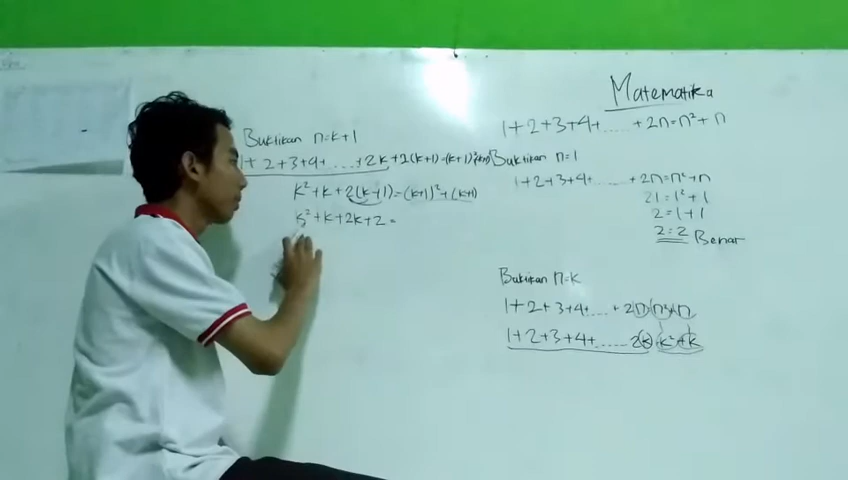 Matematika
1+2+3+4+......+2n=n²+n
Buktikan n=1
1+2+3+4+......+2n=n²+n
21=1²+1
2=1+1
2=2 Benar
Buktikan n=k
1+2+3+4+.....+2n(n²+n
1+2+3+4+......2(k)=k²+k
Buktikan n=k+1
1+2+3+4+.....+2k+2(k+1)=(k+1)²+(k+1)
k²+k+2(k+1)=(k+1)²+(k+1)
k²+k+2k+2=